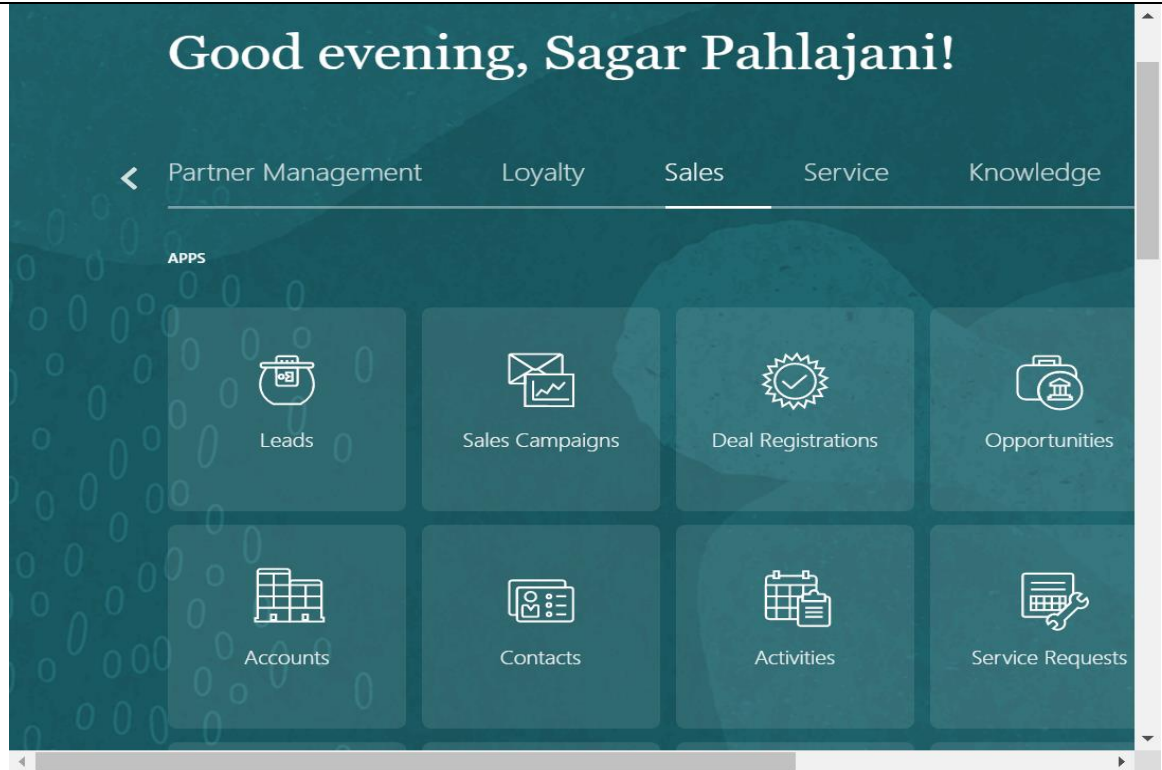 Good evening, Sagar Pahlajani!
Partner Management Loyalty Sales Service Knowledge
APPS
Leads Sales Campaigns Deal Registrations Opportunities
Accounts Contacts Activities Service Requests